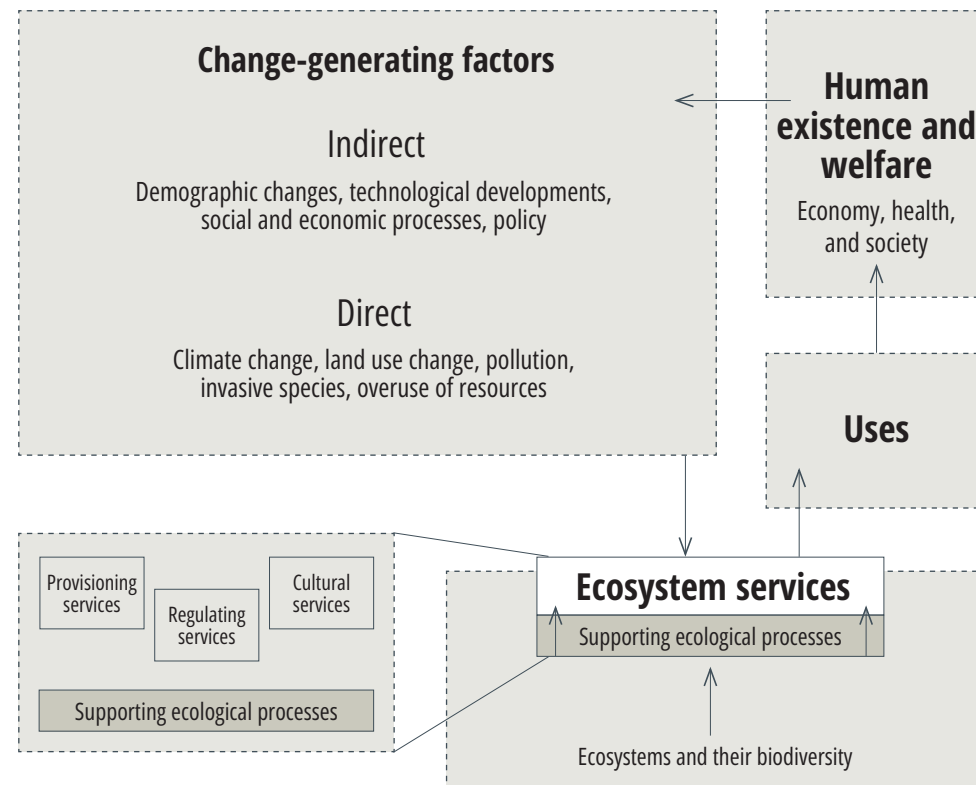 Change-generating factors
Indirect
Demographic changes, technological developments,
social and economic processes, policy
Direct
Climate change, land use change, pollution,
invasive species, overuse of resources
Human
existence and
welfare
Economy, health,
and society
Uses
Ecosystem services
Supporting ecological processes
Ecosystems and their biodiversity
Provisioning
services
Regulating
services
Cultural
services
Supporting ecological processes